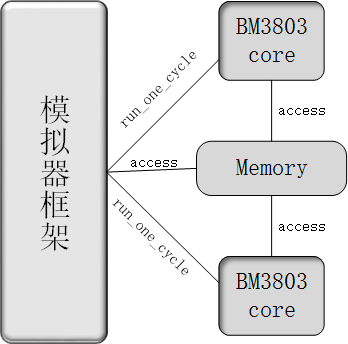 模拟器框架
BM3803
core
run_one_cycle
access
access
Memory
run_one_cycle
access
BM3803
core